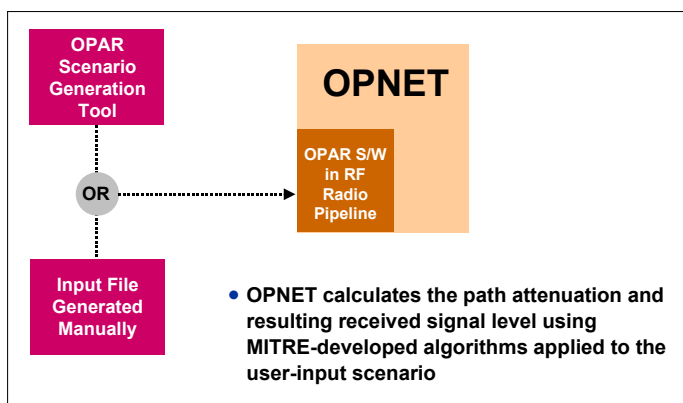 OPAR
Scenario
Generation
Tool
OPNET
OPAR S/W
in RF
Radio
Pipeline
OR
Input File
Generated
Manually
• OPNET calculates the path attenuation and
resulting received signal level using
MITRE-developed algorithms applied to the
user-input scenario